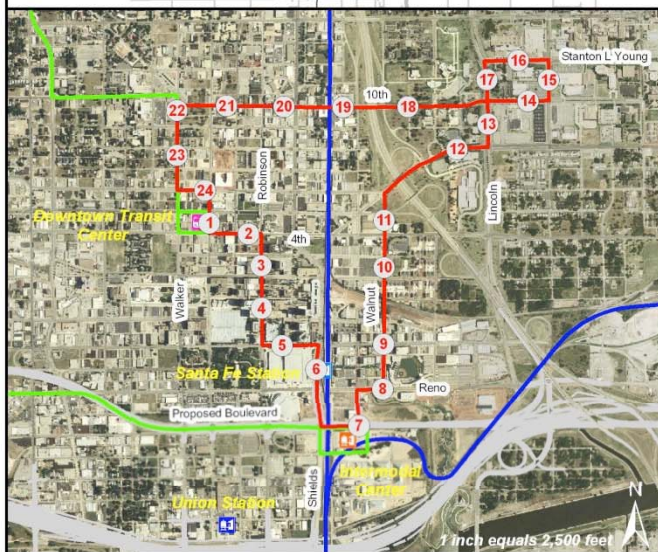 16
Stanton L' Young
17
15
22
21
20
10th
19
18
14
13
23
12
24
Robinson
Lincoln
Downtown Transit
Center
1
2
4th
11
3
10
Walker
4
Walnut
5
9
Santa Fe Station
6
8
Reno
Proposed Boulevard
7
Intermodal
Center
Shields
Union Station
N
1 inch equals 2,500 feet